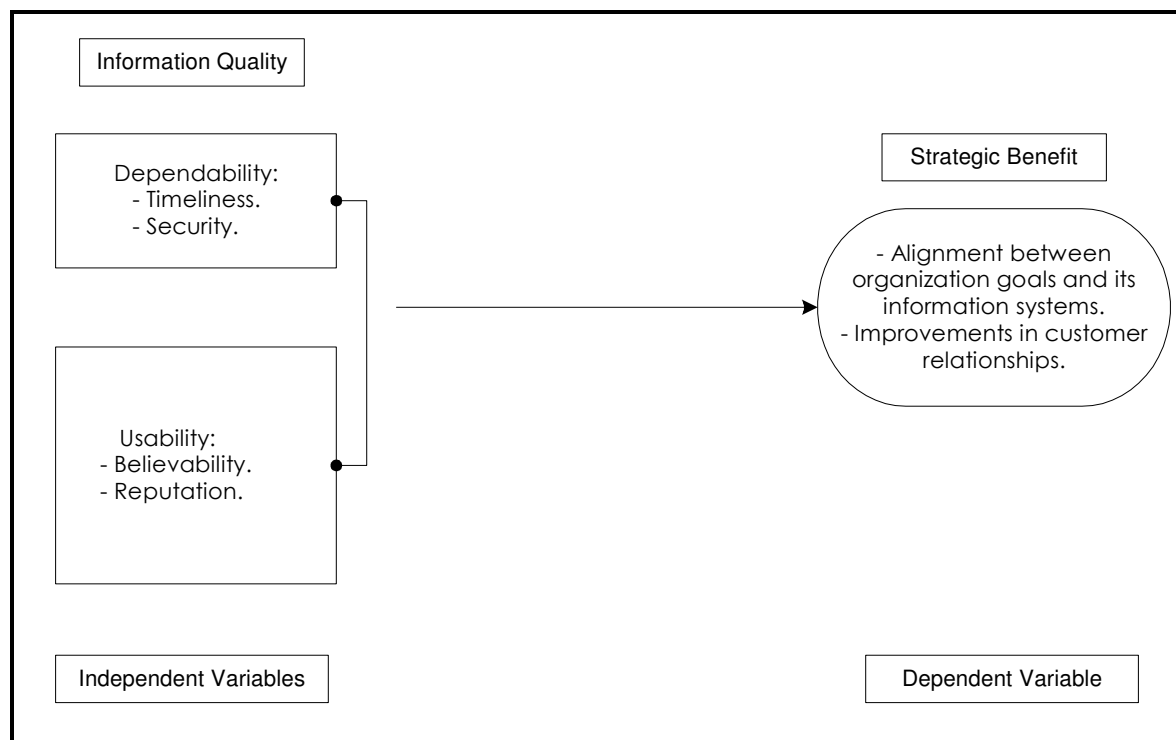 Information Quality
Dependability:
- Timeliness.
- Security.
Usability:
- Believability.
- Reputation.
Independent Variables
Strategic Benefit
- Alignment between
organization goals and its
information systems.
- Improvements in customer
relationships.
Dependent Variable